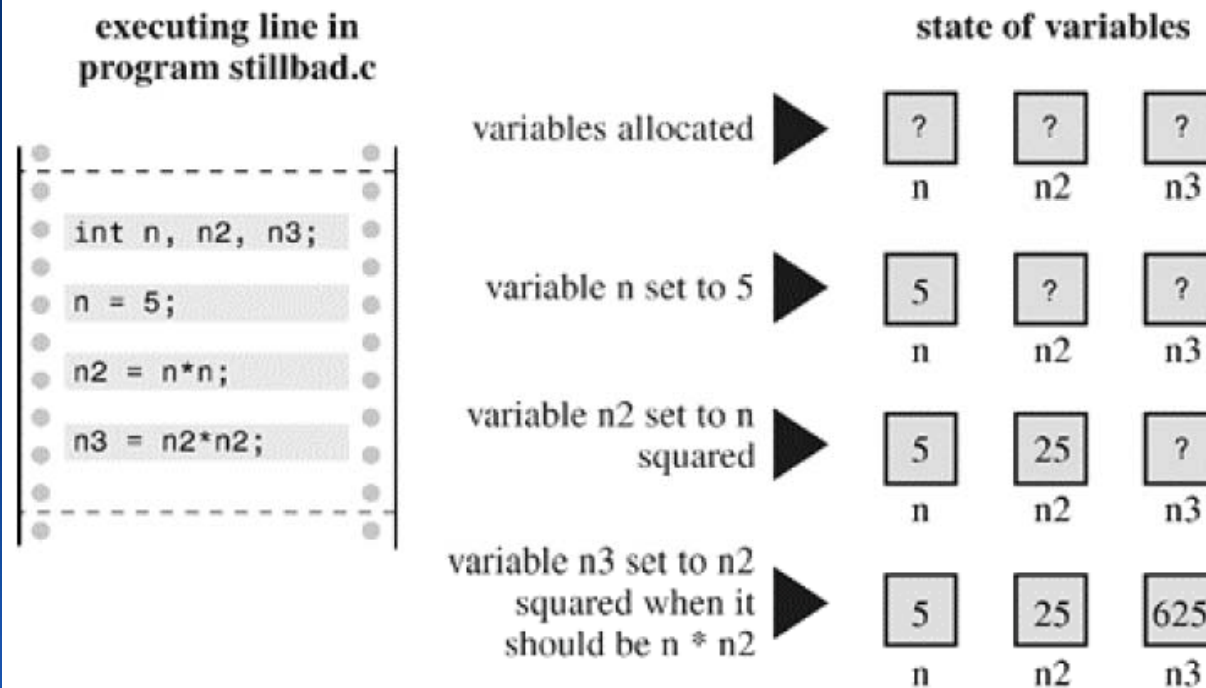 executing line in
program stillbad.c
int n, n2, n3;
n = 5;
n2 = n*n;
n3 = n2*n2;
state of variables
variables allocated
? ? ?
n n2 n3
variable n set to 5
5 ? ?
n n2 n3
variable n2 set to n
squared
5 25 ?
n n2 n3
variable n3 set to n2
squared when it
should be n * n2
5 25 625
n n2 n3